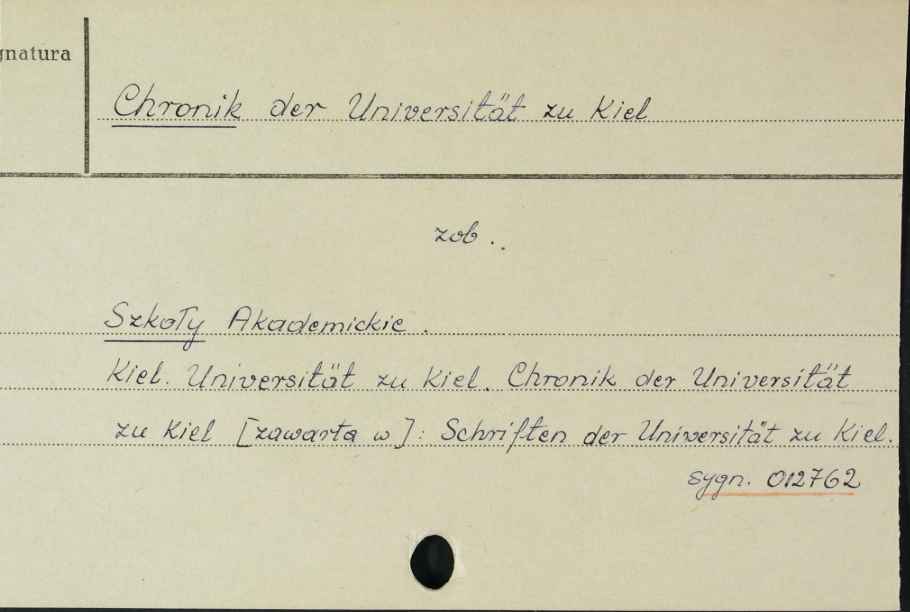 gnatura
Chronik der Universität zu Kiel
zob.
Szkoły Akademickie.
Kiel. Universität zu Kiel. Chronik der Universität
zu Kiel [zawarta w]: Schriften der Universität zu Kiel.
sygn. 012762